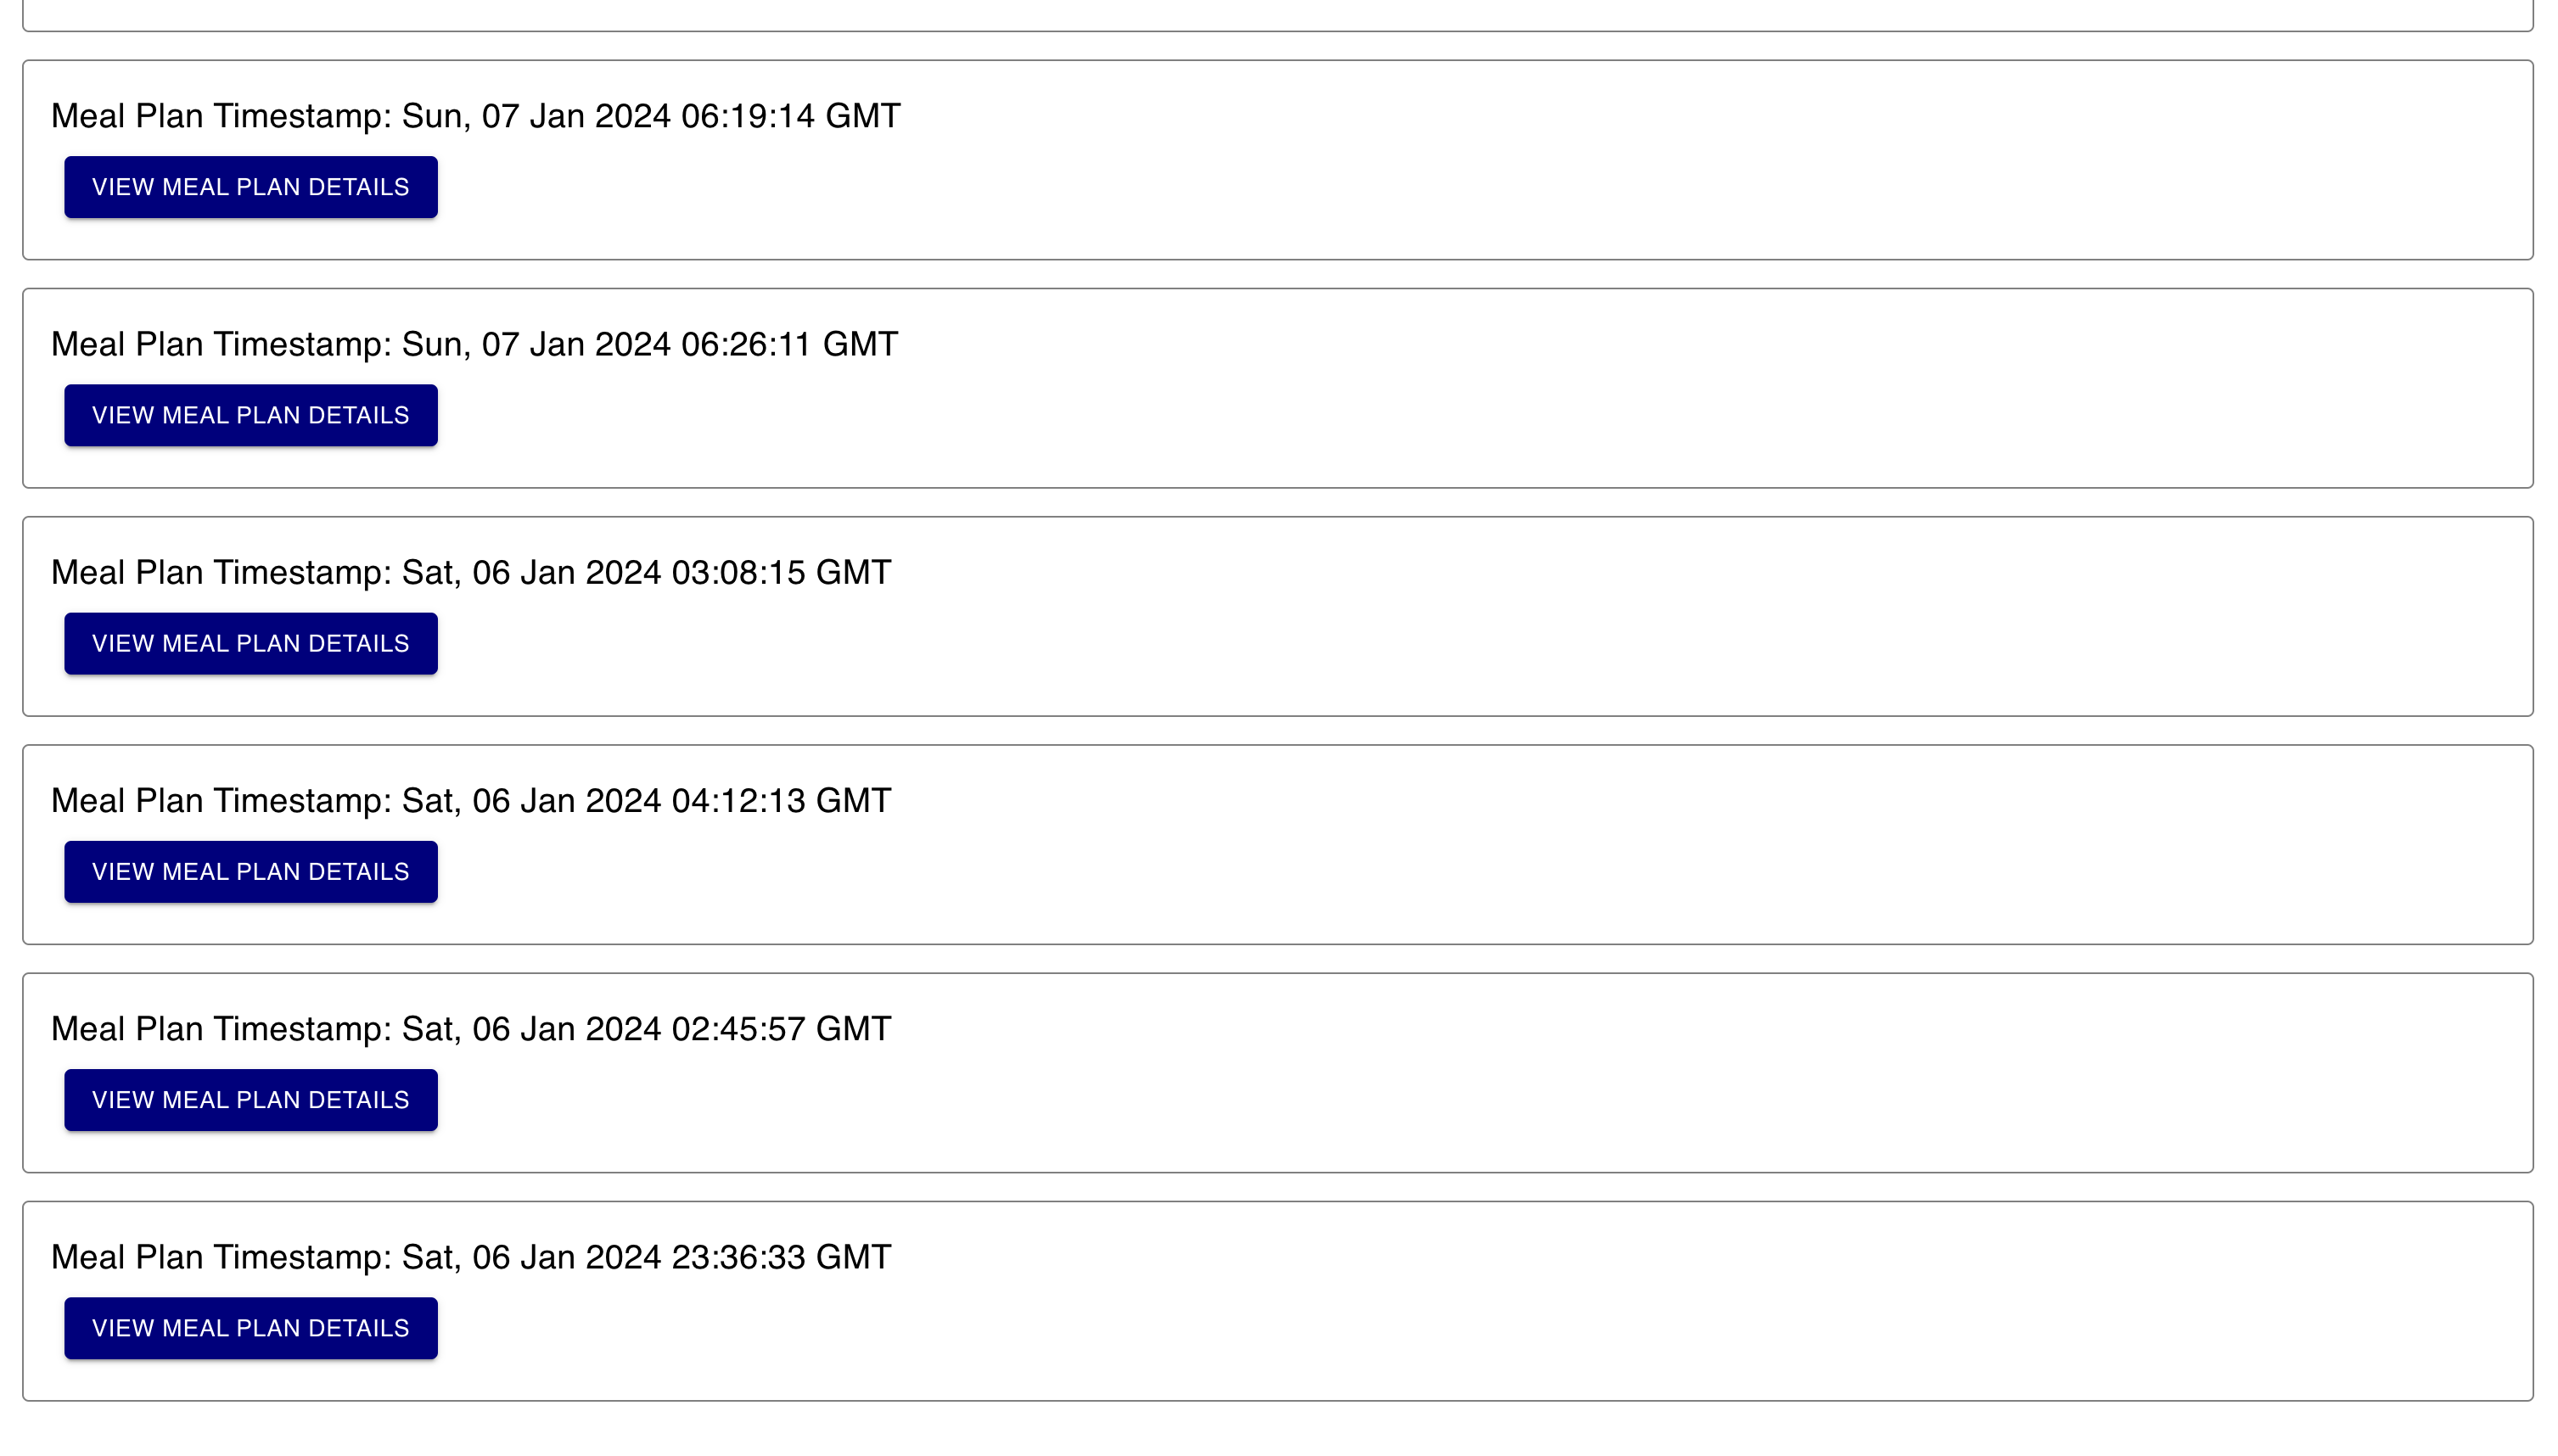 Meal Plan Timestamp: Sun, 07 Jan 2024 06:19:14 GMT
VIEW MEAL PLAN DETAILS
Meal Plan Timestamp: Sun, 07 Jan 2024 06:26:11 GMT
VIEW MEAL PLAN DETAILS
Meal Plan Timestamp: Sat, 06 Jan 2024 03:08:15 GMT
VIEW MEAL PLAN DETAILS
Meal Plan Timestamp: Sat, 06 Jan 2024 04:12:13 GMT
VIEW MEAL PLAN DETAILS
Meal Plan Timestamp: Sat, 06 Jan 2024 02:45:57 GMT
VIEW MEAL PLAN DETAILS
Meal Plan Timestamp: Sat, 06 Jan 2024 23:36:33 GMT
VIEW MEAL PLAN DETAILS